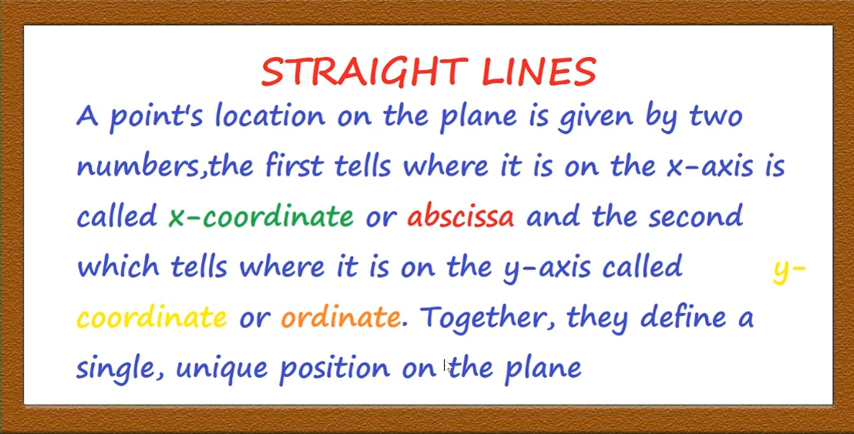 STRAIGHT LINES
A point's location on the plane is given by two
numbers,the first tells where it is on the x-axis is
called x-coordinate or abscissa and the second
which tells where it is on the y-axis called y-
coordinate or ordinate. Together, they define a
single, unique position on the plane